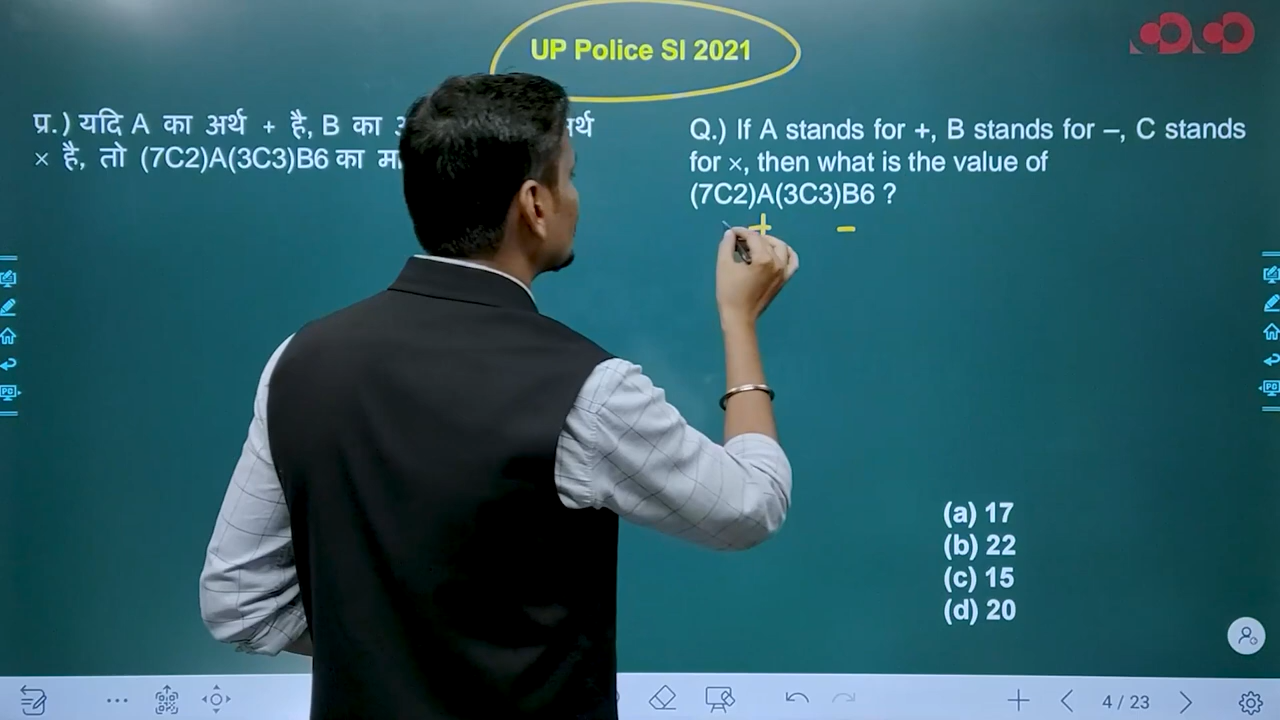 UP Police SI 2021
प्र.) यदि A का अर्थ + है, B का
× है, तो (7C2)A(3C3)B6 का
Q.) If A stands for +, B stands for –, C stands
for ×, then what is the value of
(7C2)A(3C3)B6 ?
+ –
(a) 17
(b) 22
(c) 15
(d) 20
4 / 23